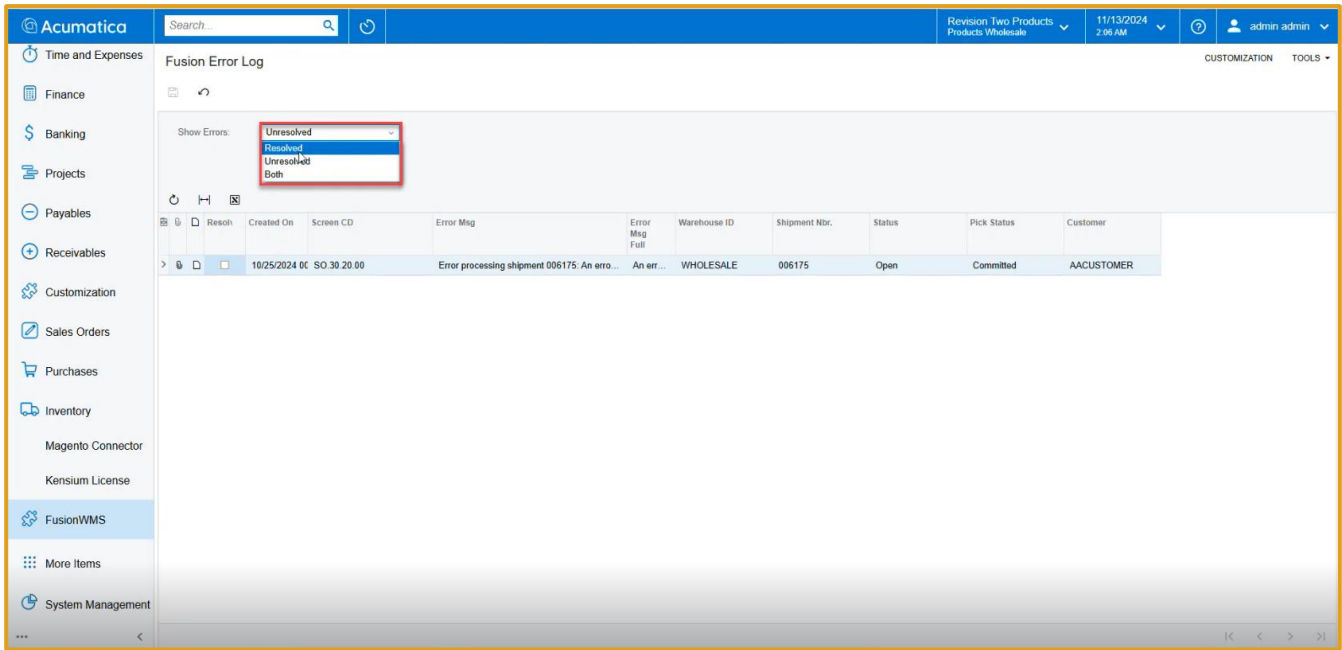 Acumatica
Search...
Revision Two Products
Products Wholesale
11/13/2024
2:06 AM
admin admin
Time and Expenses
Finance
Banking
Projects
Payables
Receivables
Customization
Sales Orders
Purchases
Inventory
Magento Connector
Kensium License
FusionWMS
More Items
System Management
Fusion Error Log
CUSTOMIZATION TOOLS
Show Errors: Unresolved
Resolved
Unresolved
Both
Resolv Created On Screen CD Error Msg Error Msg Full Warehouse ID Shipment Nbr. Status Pick Status Customer
10/25/2024 0C SO.30.20.00 Error processing shipment 006175: An erro... An err... WHOLESALE 006175 Open Committed AACUSTOMER